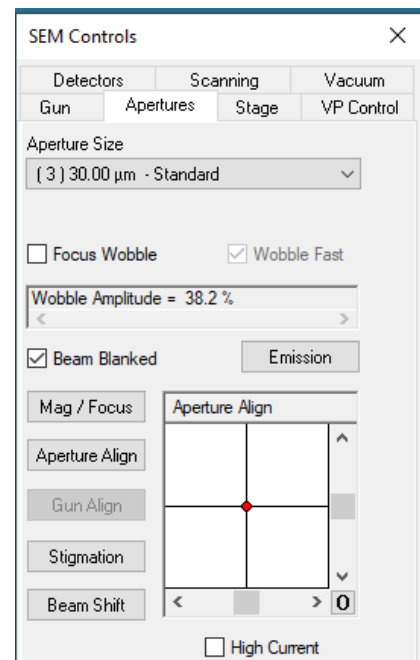 SEM Controls
Detectors Scanning Vacuum
Gun Apertures Stage VP Control
Aperture Size
( 3 ) 30.00 µm - Standard
Focus Wobble Wobble Fast
Wobble Amplitude = 38.2 %
Beam Blanked Emission
Mag / Focus Aperture Align
Aperture Align
Gun Align
Stigmation
Beam Shift 0
High Current